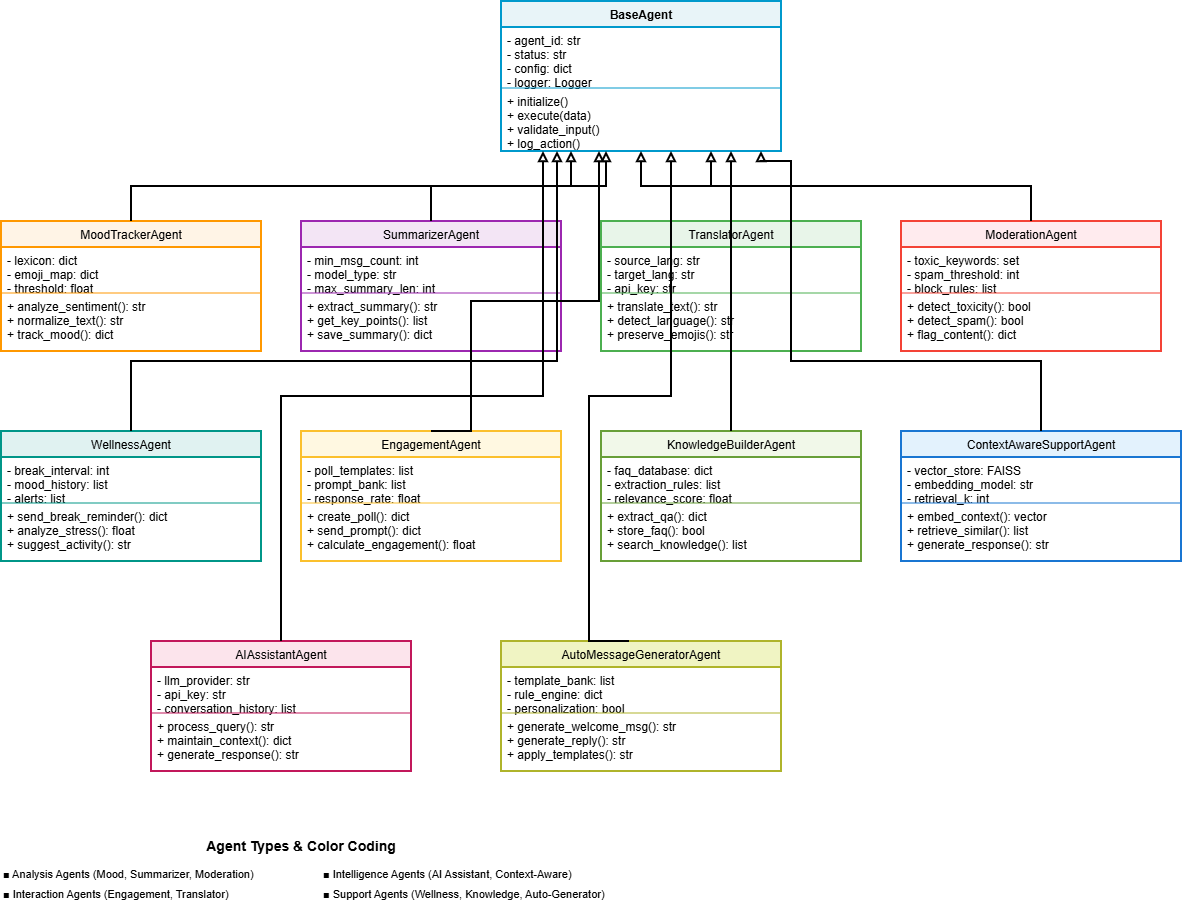 BaseAgent
- agent_id: str
- status: str
- config: dict
- logger: Logger
+ initialize()
+ execute(data)
+ validate_input()
+ log_action()
MoodTrackerAgent
- lexicon: dict
- emoji_map: dict
- threshold: float
+ analyze_sentiment(): str
+ normalize_text(): str
+ track_mood(): dict
SummarizerAgent
- min_msg_count: int
- model_type: str
- max_summary_len: int
+ extract_summary(): str
+ get_key_points(): list
+ save_summary(): dict
TranslatorAgent
- source_lang: str
- target_lang: str
- api_key: str
+ translate_text(): str
+ detect_language(): str
+ preserve_emojis(): str
ModerationAgent
- toxic_keywords: set
- spam_threshold: int
- block_rules: list
+ detect_toxicity(): bool
+ detect_spam(): bool
+ flag_content(): dict
WellnessAgent
- break_interval: int
- mood_history: list
- alerts: list
+ send_break_reminder(): dict
+ analyze_stress(): float
+ suggest_activity(): str
EngagementAgent
- poll_templates: list
- prompt_bank: list
- response_rate: float
+ create_poll(): dict
+ send_prompt(): dict
+ calculate_engagement(): float
KnowledgeBuilderAgent
- faq_database: dict
- extraction_rules: list
- relevance_score: float
+ extract_qa(): dict
+ store_faq(): bool
+ search_knowledge(): list
ContextAwareSupportAgent
- vector_store: FAISS
- embedding_model: str
- retrieval_k: int
+ embed_context(): vector
+ retrieve_similar(): list
+ generate_response(): str
AIAssistantAgent
- llm_provider: str
- api_key: str
- conversation_history: list
+ process_query(): str
+ maintain_context(): dict
+ generate_response(): str
AutoMessageGeneratorAgent
- template_bank: list
- rule_engine: dict
- personalization: bool
+ generate_welcome_msg(): str
+ generate_reply(): str
+ apply_templates(): str
Agent Types & Color Coding
■ Analysis Agents (Mood, Summarizer, Moderation)
■ Intelligence Agents (AI Assistant, Context-Aware)
■ Interaction Agents (Engagement, Translator)
■ Support Agents (Wellness, Knowledge, Auto-Generator)